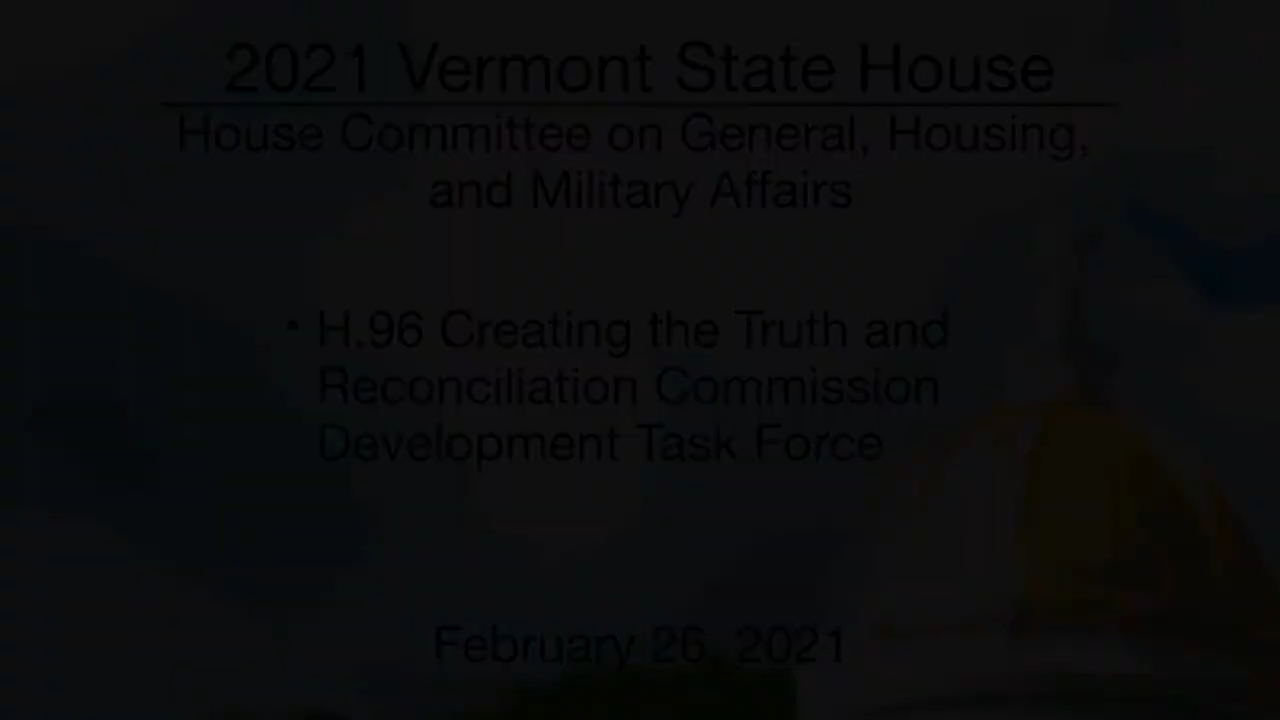 2021 Vermont State House
House Committee on General, Housing,
and Military Affairs
• H.96 Creating the Truth and
Reconciliation Commission
Development Task Force
February 26, 2021